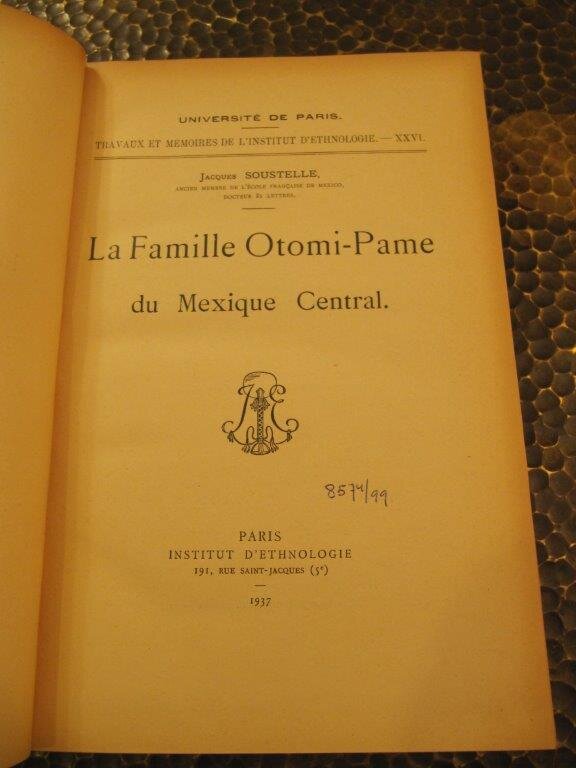 UNIVERSITÉ DE PARIS.
TRAVAUX ET MÉMOIRES DE L'INSTITUT D'ETHNOLOGIE. — XXVI.
JACQUES SOUSTELLE,
ANCIEN MEMBRE DE L'ÉCOLE FRANÇAISE DE MEXICO,
DOCTEUR ÈS LETTRES.
La Famille Otomi-Pame
du Mexique Central.
IE
8574/99
PARIS
INSTITUT D'ETHNOLOGIE
191, RUE SAINT-JACQUES (5e)
1937